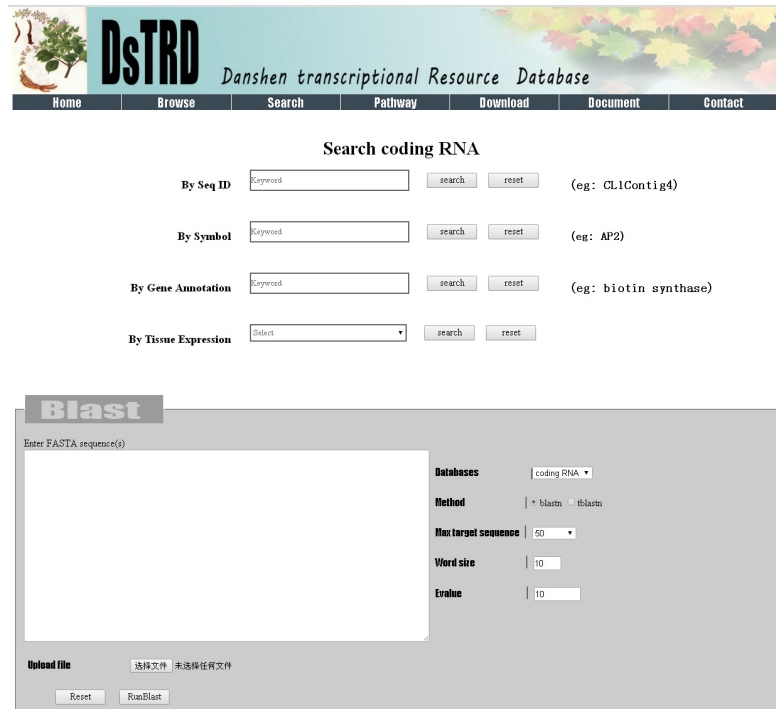 DsTRD Danshen transcriptional Resource Database
Home Browse Search Pathway Download Document Contact
Search coding RNA
By Seq ID Keyword search reset (eg: CL1Contig4)
By Symbol Keyword search reset (eg: AP2)
By Gene Annotation Keyword search reset (eg: biotin synthase)
By Tissue Expression Select search reset
Blast
Enter FASTA sequence(s)
Databases coding RNA
Method blastn tblastn
Max target sequence 50
Word size 10
Evalue 10
Upload file 选择文件 未选择任何文件
Reset RunBlast